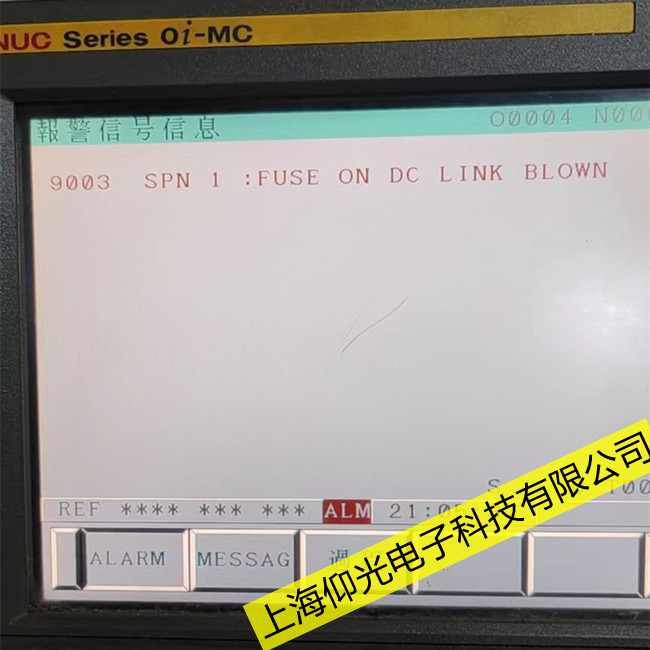 NUC Series 0i-MC
報警信号信息 O0004 N00
9003 SPN 1 :FUSE ON DC LINK BLOWN
S
REF **** *** *** ALM 21:0
ALARM MESSAG
上海仰光电子科技有限公司